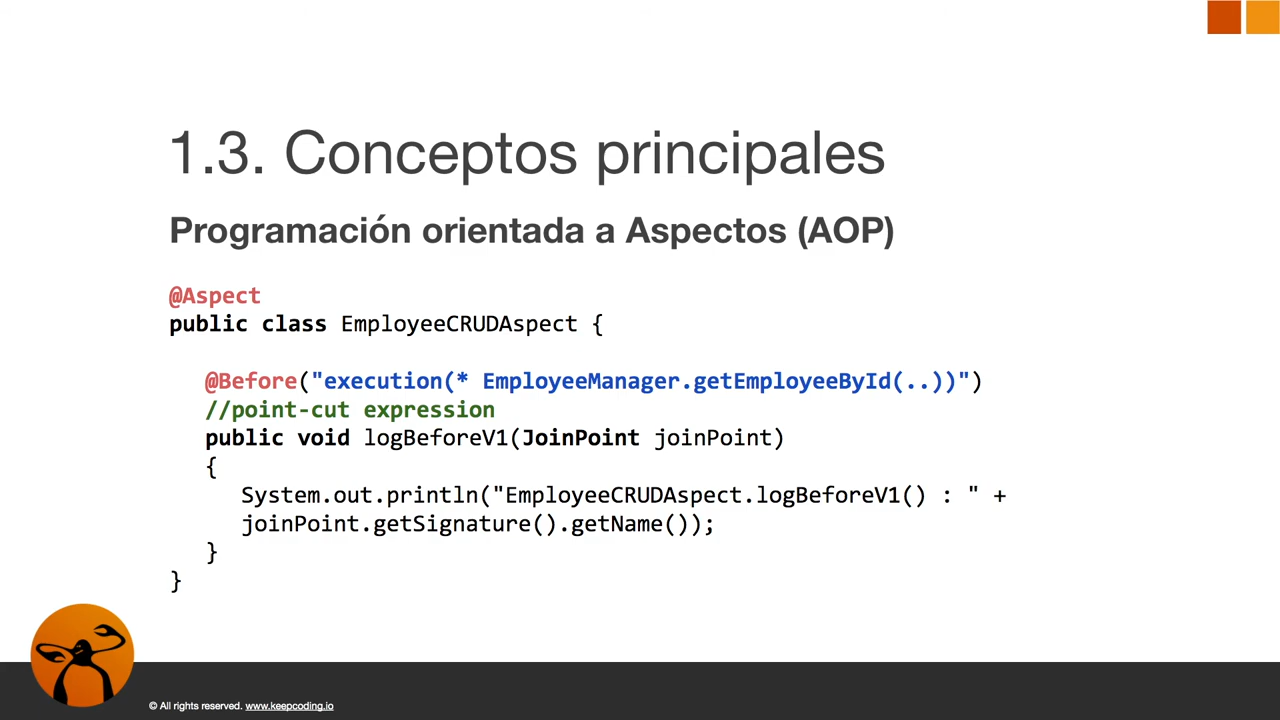 1.3. Conceptos principales
Programación orientada a Aspectos (AOP)
@Aspect
public class EmployeeCRUDAspect {
@Before("execution(* EmployeeManager.getEmployeeById(..))")
//point-cut expression
public void logBeforeV1(JoinPoint joinPoint)
{
System.out.println("EmployeeCRUDAspect.logBeforeV1() : " +
joinPoint.getSignature().getName());
}
}
© All rights reserved. www.keepcoding.io